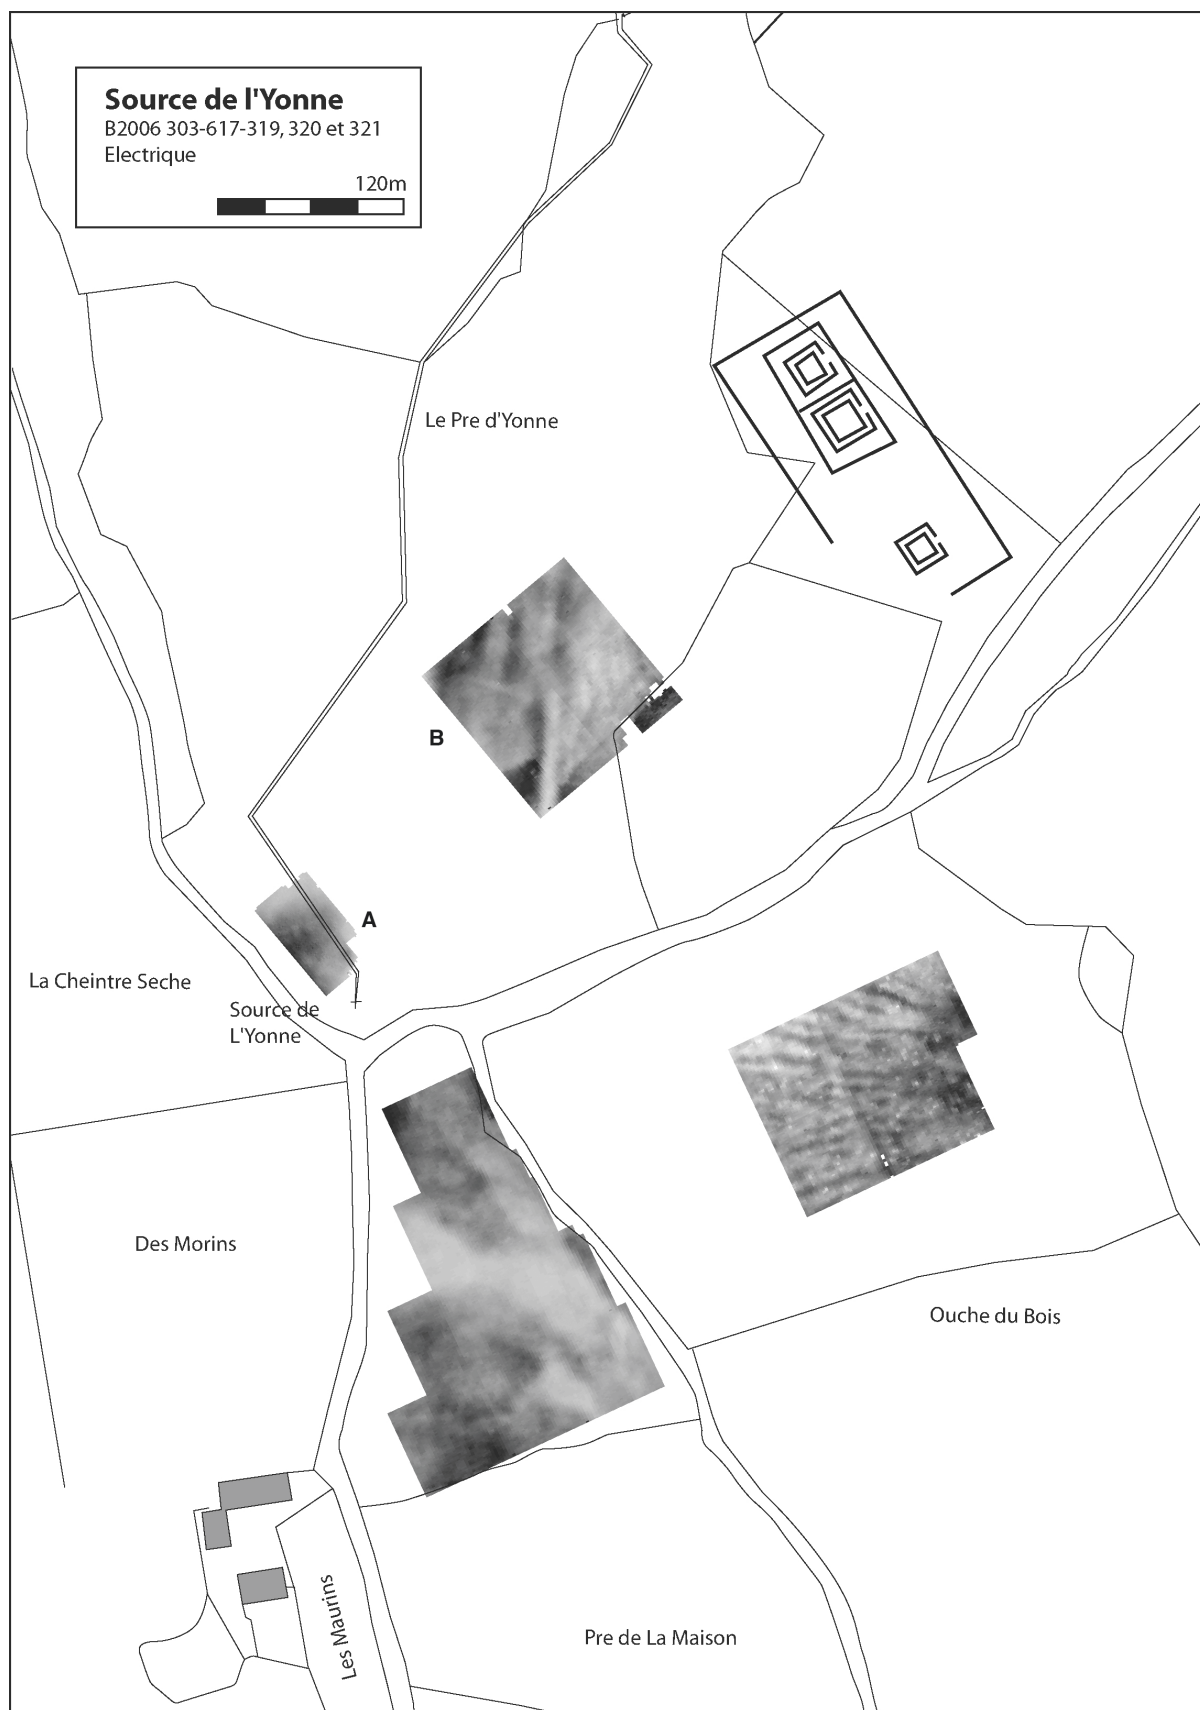 Source de l'Yonne
B2006 303-617-319, 320 et 321
Electrique
120m
Le Pre d'Yonne
B
A
La Cheintre Seche
Source de
L'Yonne
Des Morins
Ouche du Bois
Les Maurins
Pre de La Maison